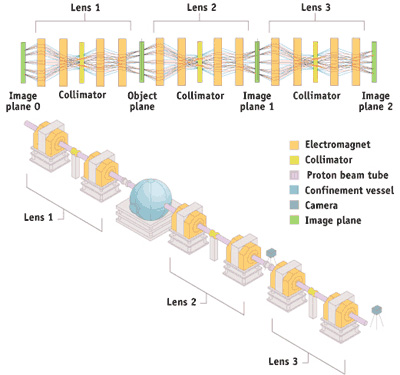 Lens 1 Lens 2 Lens 3
Image plane 0 Collimator Object plane Collimator Image plane 1 Collimator Image plane 2
Electromagnet
Collimator
Proton beam tube
Confinement vessel
Camera
Image plane
Lens 1
Lens 2
Lens 3